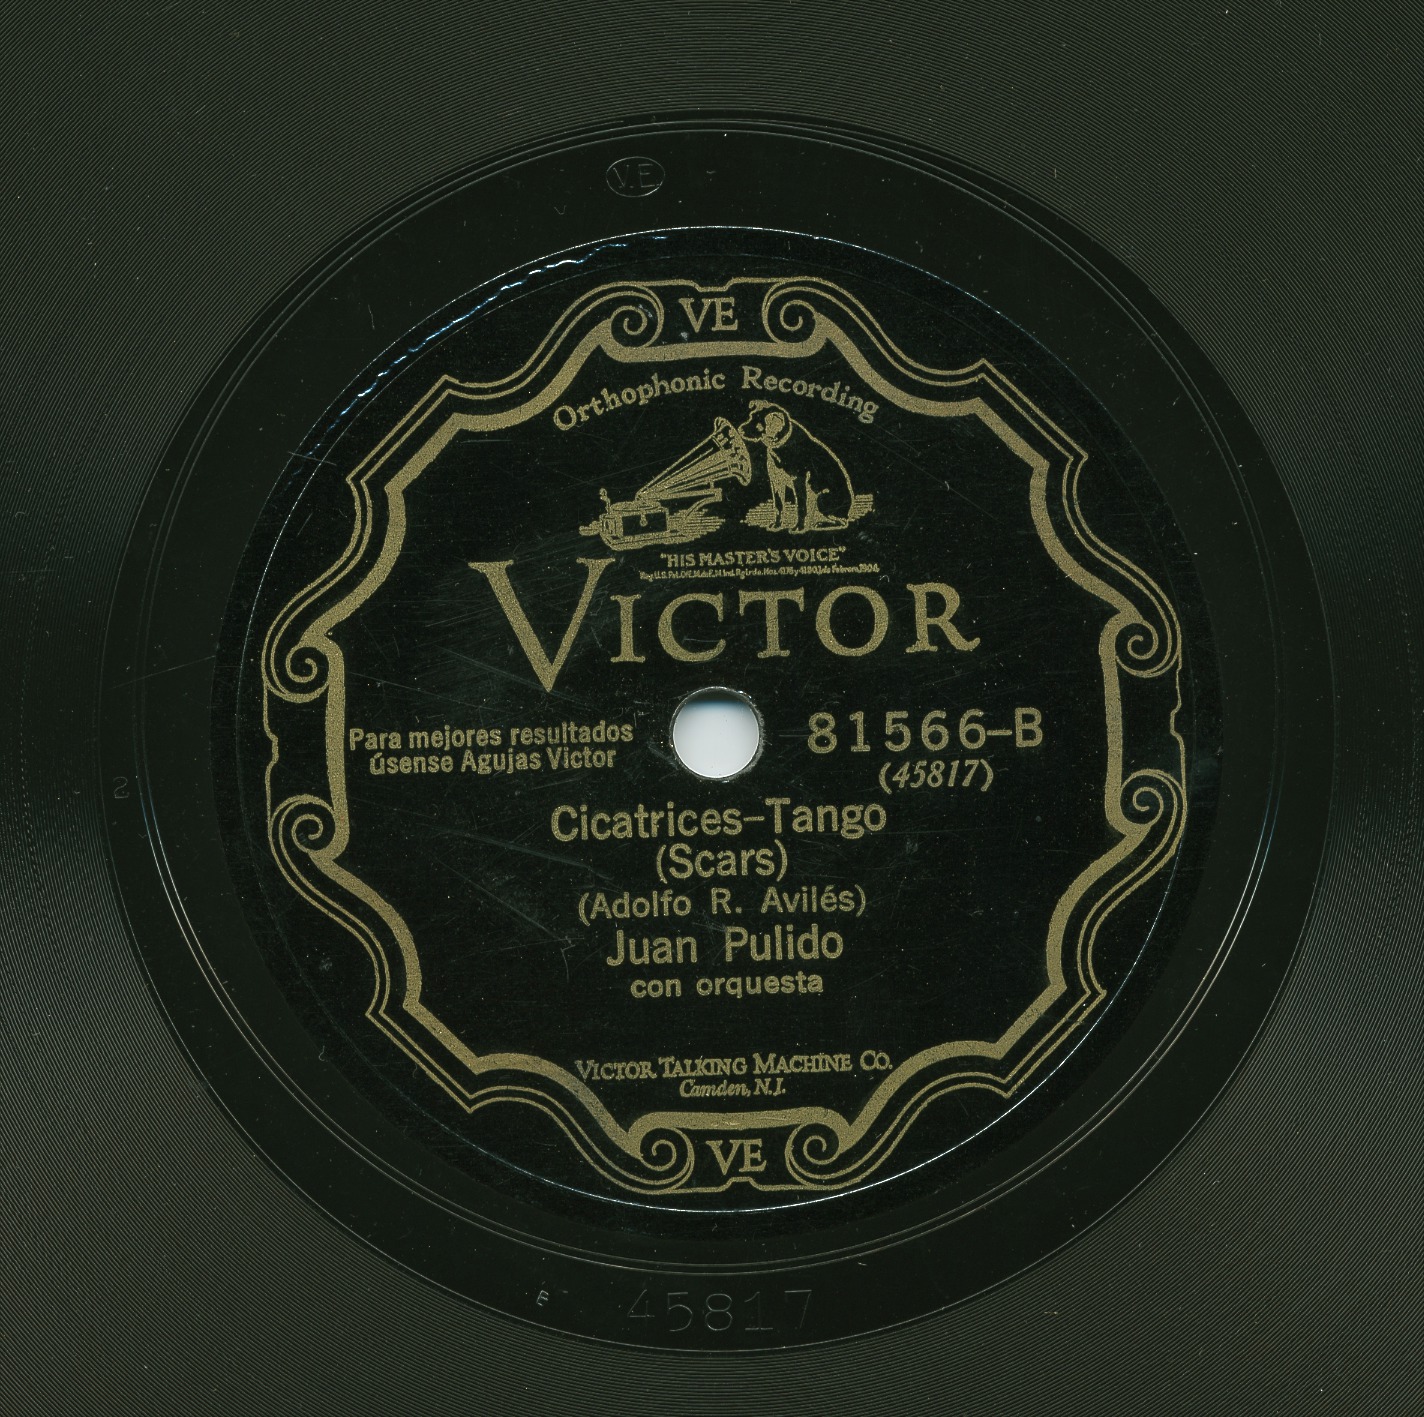 V.E.
VE
Orthophonic Recording
"HIS MASTER'S VOICE"
VICTOR
Para mejores resultados
úsense Agujas Victor
81566-B
(45817)
Cicatrices-Tango
(Scars)
(Adolfo R. Avilés)
Juan Pulido
con orquesta
VICTOR TALKING MACHINE CO.
Camden, N.J.
VE
2
E
45817